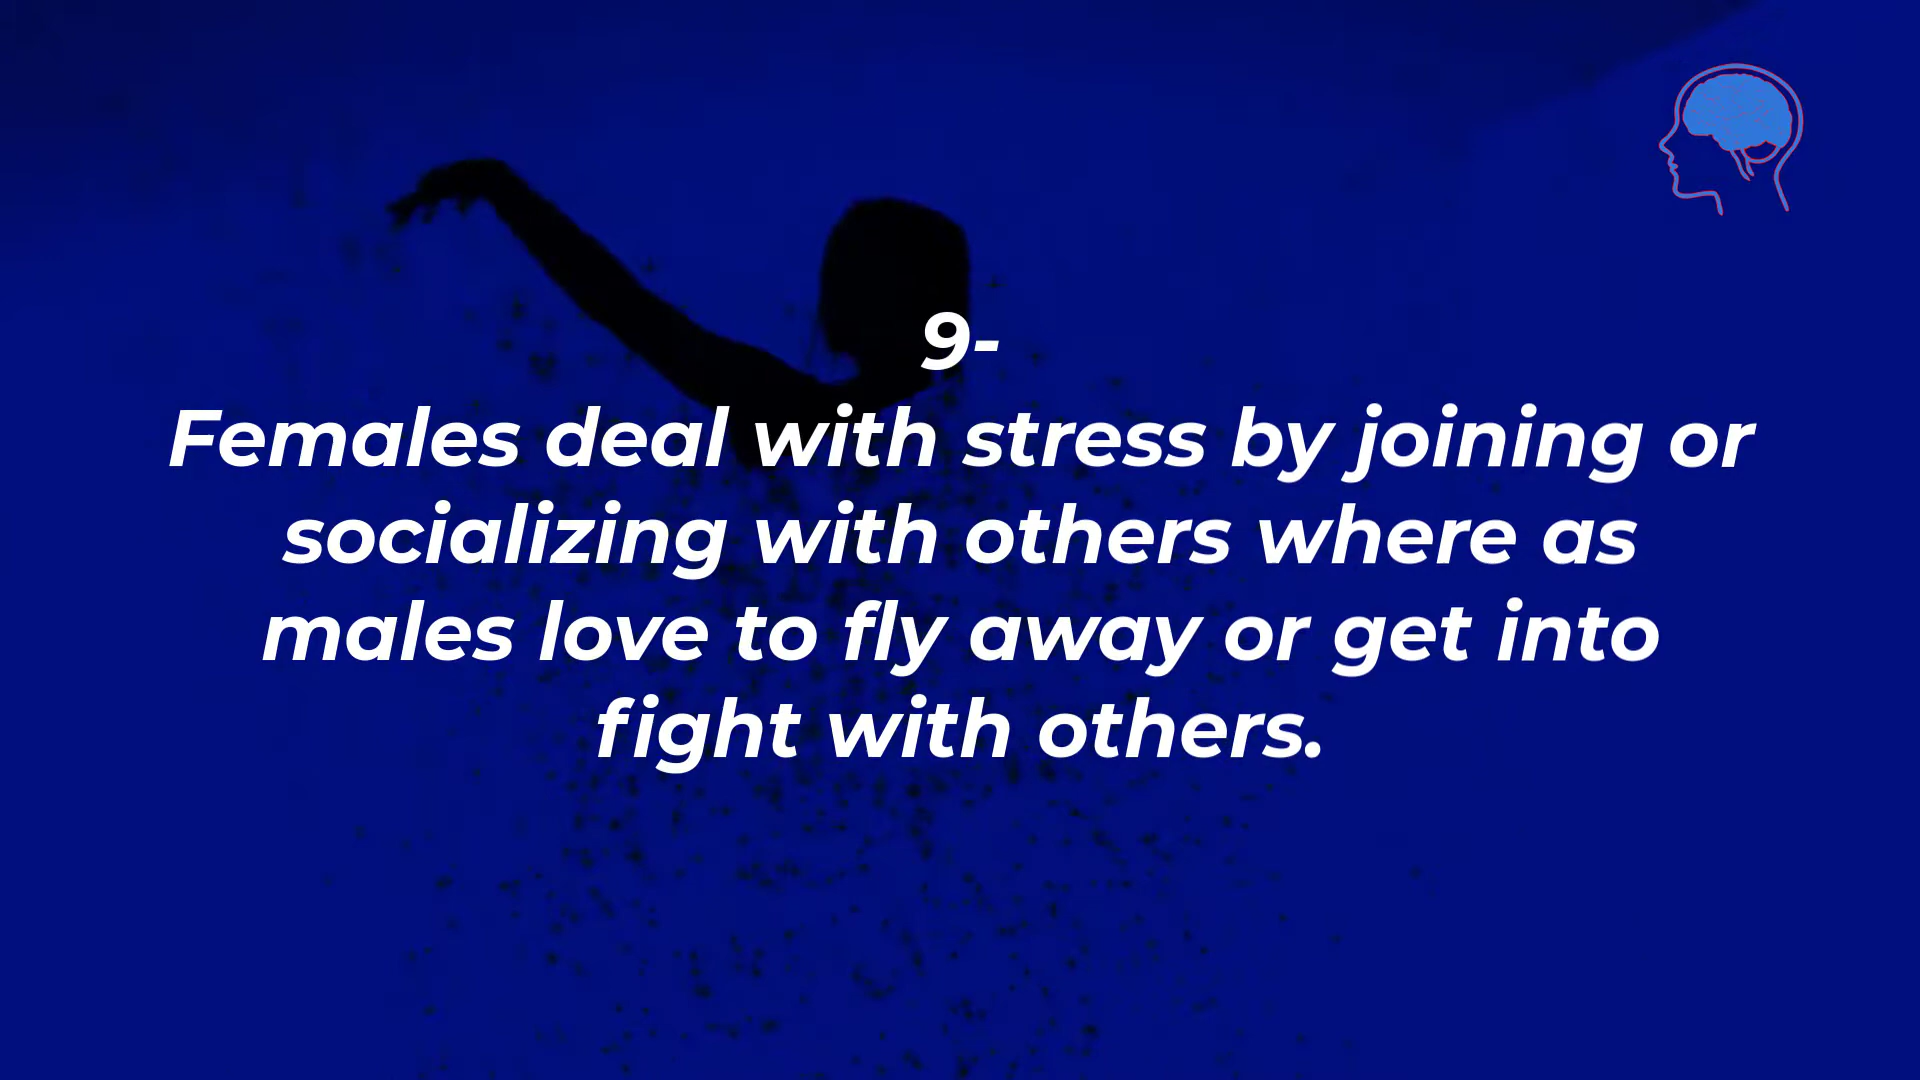 9-
Females deal with stress by joining or
socializing with others where as
males love to fly away or get into
fight with others.